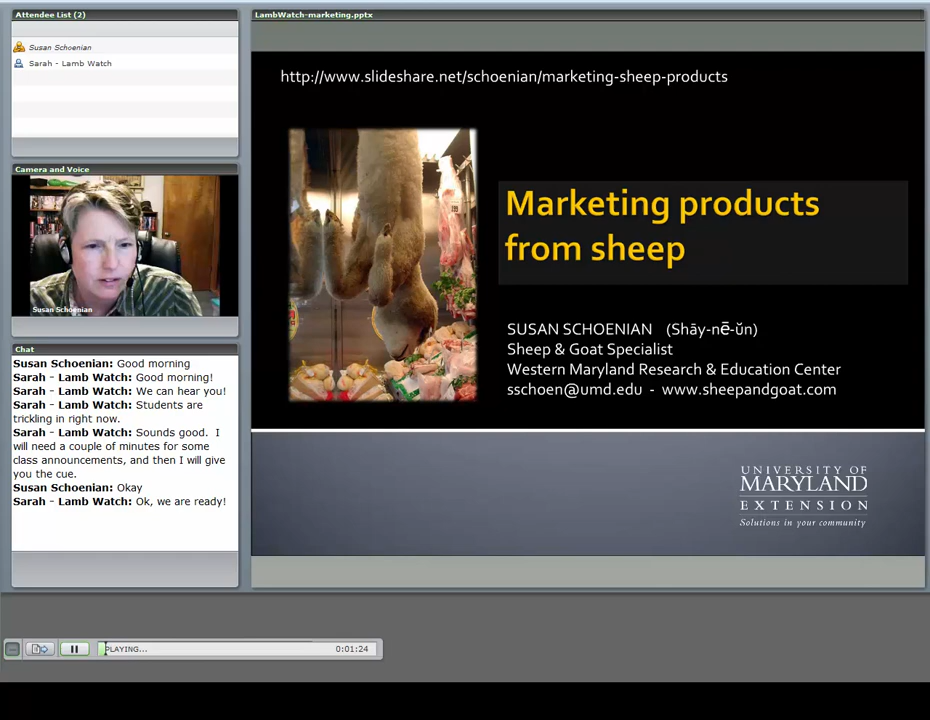 Attendee List (2)
Susan Schoenian
Sarah - Lamb Watch
Camera and Voice
Susan Schoenian
Chat
Susan Schoenian: Good morning
Sarah - Lamb Watch: Good morning!
Sarah - Lamb Watch: We can hear you!
Sarah - Lamb Watch: Students are
trickling in right now.
Sarah - Lamb Watch: Sounds good.  I
will need a couple of minutes for some
class announcements, and then I will give
you the cue.
Susan Schoenian: Okay
Sarah - Lamb Watch: Ok, we are ready!
LambWatch-marketing.pptx
http://www.slideshare.net/schoenian/marketing-sheep-products
Marketing products
from sheep
SUSAN SCHOENIAN (Shāy-nē-ŭn)
Sheep & Goat Specialist
Western Maryland Research & Education Center
sschoen@umd.edu - www.sheepandgoat.com
UNIVERSITY OF
MARYLAND
EXTENSION
Solutions in your community
PLAYING... 0:01:24